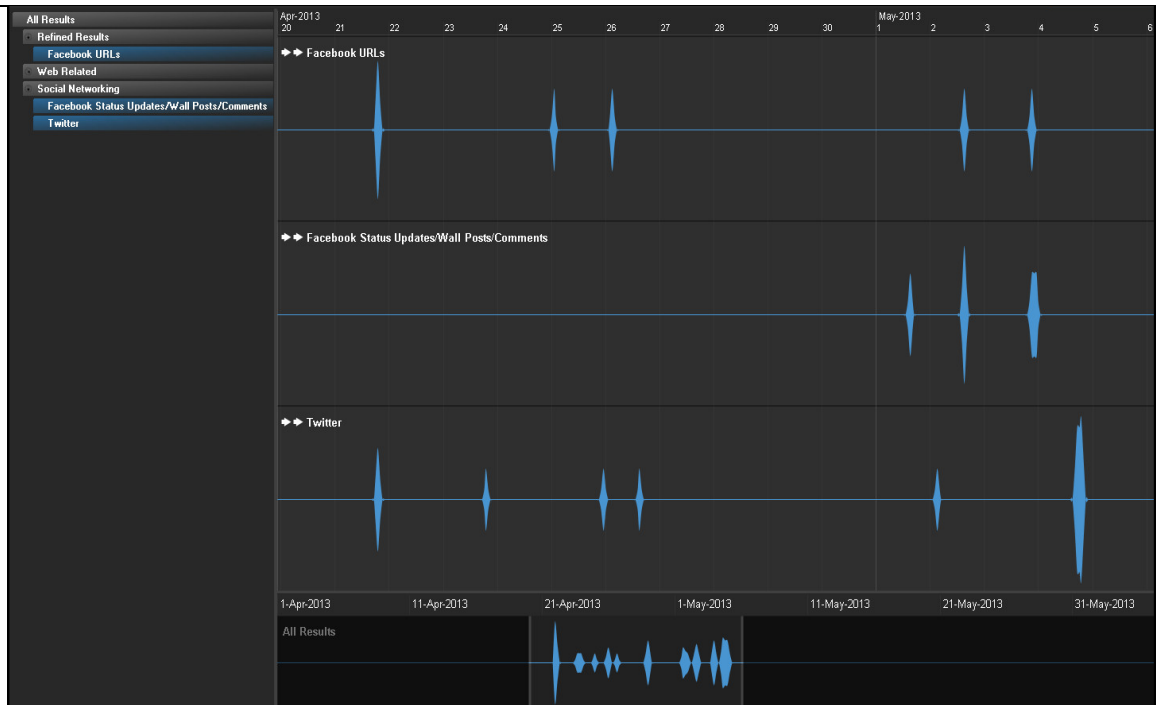 All Results
Refined Results
Facebook URLs
Web Related
Social Networking
Facebook Status Updates/Wall Posts/Comments
Twitter
Apr-2013 May-2013
20 21 22 23 24 25 26 27 28 29 30 1 2 3 4 5 6
Facebook URLs
Facebook Status Updates/Wall Posts/Comments
Twitter
1-Apr-2013 11-Apr-2013 21-Apr-2013 1-May-2013 11-May-2013 21-May-2013 31-May-2013
All Results